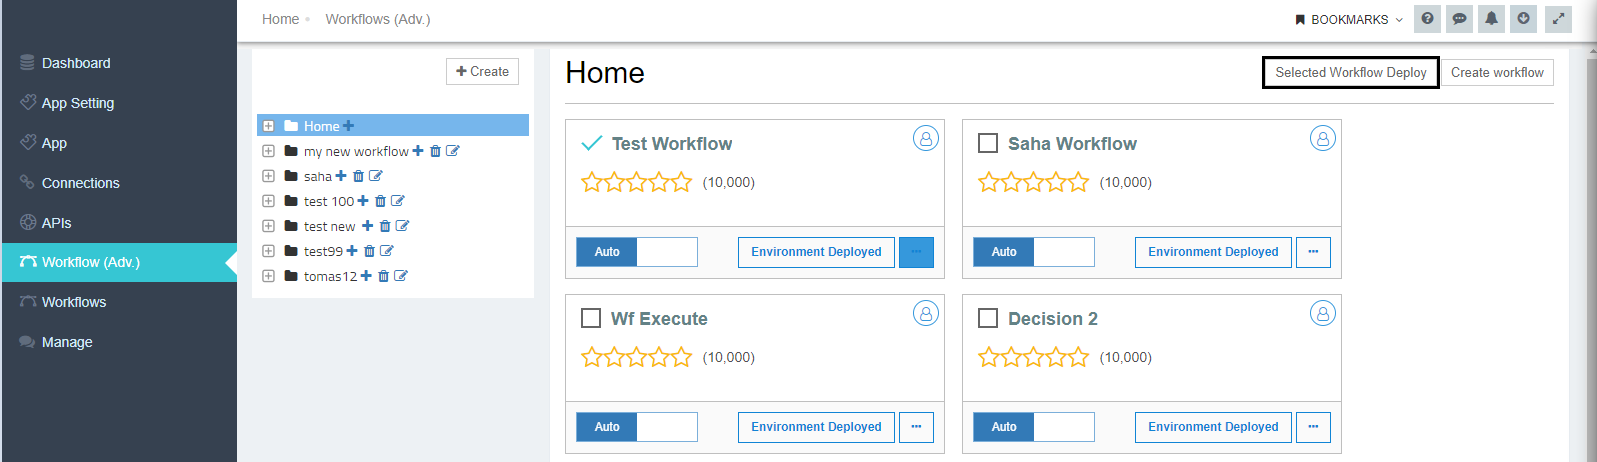 Home Workflows (Adv.)
BOOKMARKS
Dashboard
App Setting
App
Connections
APIs
Workflow (Adv.)
Workflows
Manage
Create
Home
my new workflow
saha
test 100
test new
test99
tomas12
Home
Selected Workflow Deploy
Create workflow
Test Workflow
(10,000)
Auto
Environment Deployed
...
Saha Workflow
(10,000)
Auto
Environment Deployed
...
Wf Execute
(10,000)
Auto
Environment Deployed
...
Decision 2
(10,000)
Auto
Environment Deployed
...